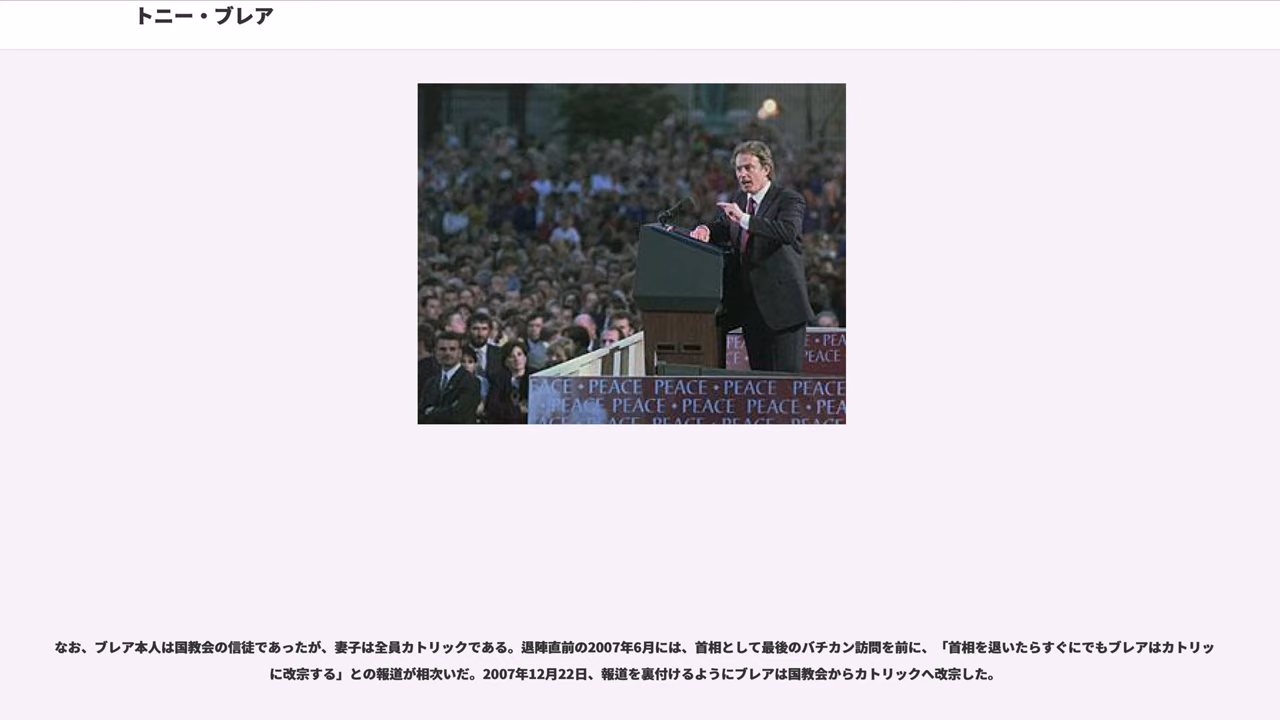 トニー・ブレア
PEACE
ACE • PEACE PEACE • PEACE PEACE
PEACE PEACE • PEACE PEACE • PEA
なお、ブレア本人は国教会の信徒であったが、妻子は全員カトリックである。退陣直前の2007年6月には、首相として最後のバチカン訪問を前に、「首相を退いたらすぐにでもブレアはカトリッ
に改宗する」との報道が相次いだ。2007年12月22日、報道を裏付けるようにブレアは国教会からカトリックへ改宗した。